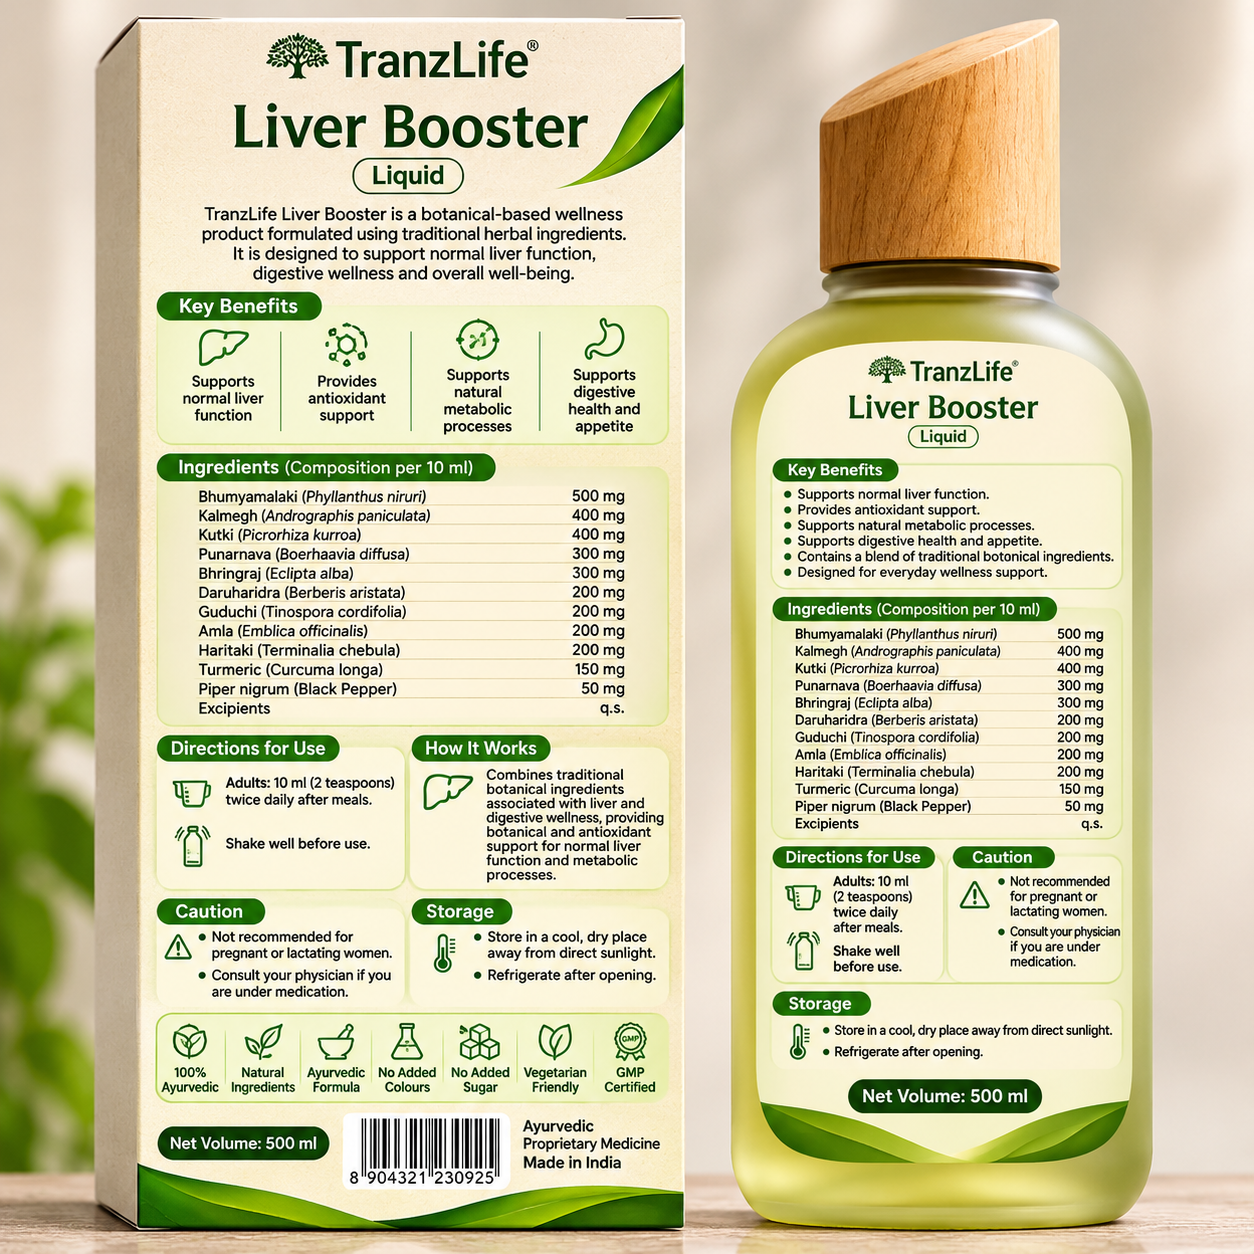 TranzLife®
Liver Booster
Liquid
TranzLife Liver Booster is a botanical-based wellness
product formulated using traditional herbal ingredients.
It is designed to support normal liver function,
digestive wellness and overall well-being.
Key Benefits
Supports
normal liver
function
Provides
antioxidant
support
Supports
natural
metabolic
processes
Supports
digestive
health and
appetite
Ingredients (Composition per 10 ml)
Bhumyamalaki (Phyllanthus niruri) 500 mg
Kalmegh (Andrographis paniculata) 400 mg
Kutki (Picrorhiza kurroa) 400 mg
Punarnava (Boerhaavia diffusa) 300 mg
Bhringraj (Eclipta alba) 300 mg
Daruharidra (Berberis aristata) 200 mg
Guduchi (Tinospora cordifolia) 200 mg
Amla (Emblica officinalis) 200 mg
Haritaki (Terminalia chebula) 200 mg
Turmeric (Curcuma longa) 150 mg
Piper nigrum (Black Pepper) 50 mg
Excipients q.s.
Directions for Use
Adults: 10 ml (2 teaspoons)
twice daily after meals.
Shake well before use.
How It Works
Combines traditional
botanical ingredients
associated with liver and
digestive wellness, providing
botanical and antioxidant
support for normal liver
function and metabolic
processes.
Caution
• Not recommended for
pregnant or lactating women.
• Consult your physician if you
are under medication.
Storage
• Store in a cool, dry place
away from direct sunlight.
• Refrigerate after opening.
100%
Ayurvedic
Natural
Ingredients
Ayurvedic
Formula
No Added
Colours
No Added
Sugar
Vegetarian
Friendly
GMP
GMP
Certified
Net Volume: 500 ml
8 904321 230925
Ayurvedic
Proprietary Medicine
Made in India
TranzLife®
Liver Booster
Liquid
Key Benefits
• Supports normal liver function.
• Provides antioxidant support.
• Supports natural metabolic processes.
• Supports digestive health and appetite.
• Contains a blend of traditional botanical ingredients.
• Designed for everyday wellness support.
Ingredients (Composition per 10 ml)
Bhumyamalaki (Phyllanthus niruri) 500 mg
Kalmegh (Andrographis paniculata) 400 mg
Kutki (Picrorhiza kurroa) 400 mg
Punarnava (Boerhaavia diffusa) 300 mg
Bhringraj (Eclipta alba) 300 mg
Daruharidra (Berberis aristata) 200 mg
Guduchi (Tinospora cordifolia) 200 mg
Amla (Emblica officinalis) 200 mg
Haritaki (Terminalia chebula) 200 mg
Turmeric (Curcuma longa) 150 mg
Piper nigrum (Black Pepper) 50 mg
Excipients q.s.
Directions for Use
Adults: 10 ml
(2 teaspoons)
twice daily
after meals.
Shake well
before use.
Caution
• Not recommended
for pregnant or
lactating women.
• Consult your physician
if you are under
medication.
Storage
• Store in a cool, dry place away from direct sunlight.
• Refrigerate after opening.
Net Volume: 500 ml